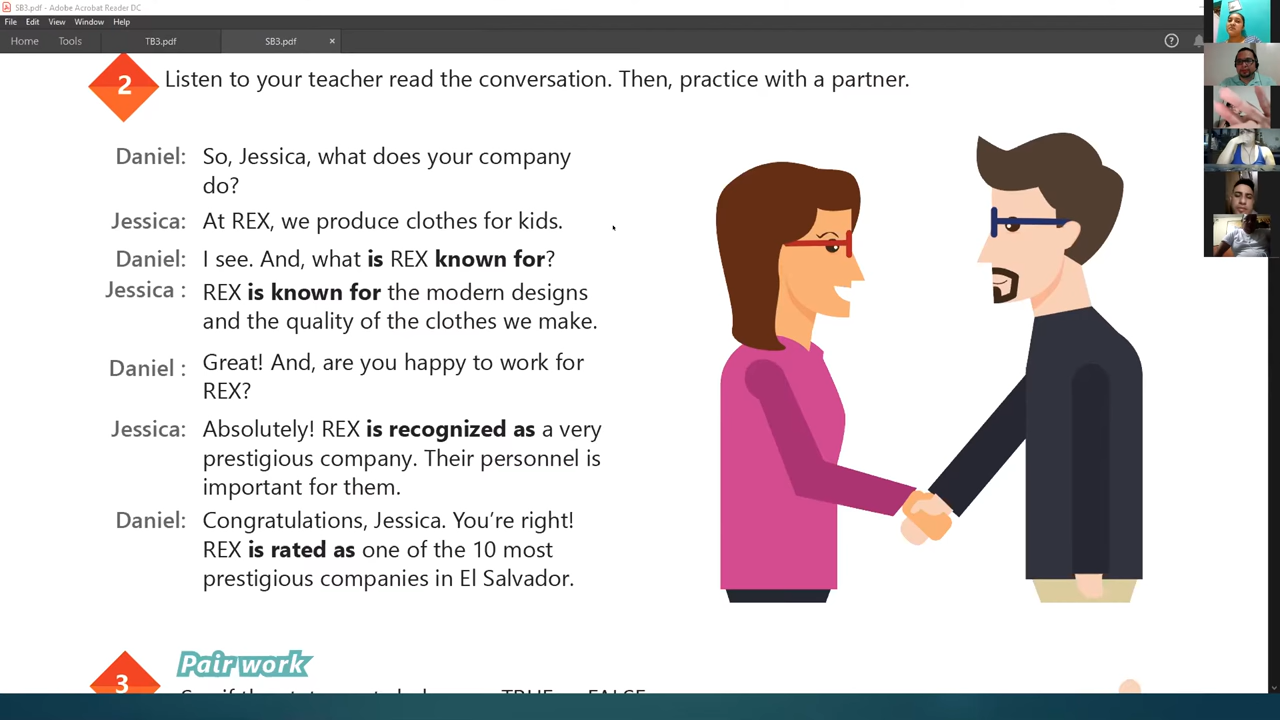 SB3.pdf - Adobe Acrobat Reader DC
File Edit View Window Help
Home Tools TB3.pdf SB3.pdf ×
2 Listen to your teacher read the conversation. Then, practice with a partner.
Daniel: So, Jessica, what does your company
do?
Jessica: At REX, we produce clothes for kids.
Daniel: I see. And, what is REX known for?
Jessica : REX is known for the modern designs
and the quality of the clothes we make.
Daniel : Great! And, are you happy to work for
REX?
Jessica: Absolutely! REX is recognized as a very
prestigious company. Their personnel is
important for them.
Daniel: Congratulations, Jessica. You’re right!
REX is rated as one of the 10 most
prestigious companies in El Salvador.
Pair work
3